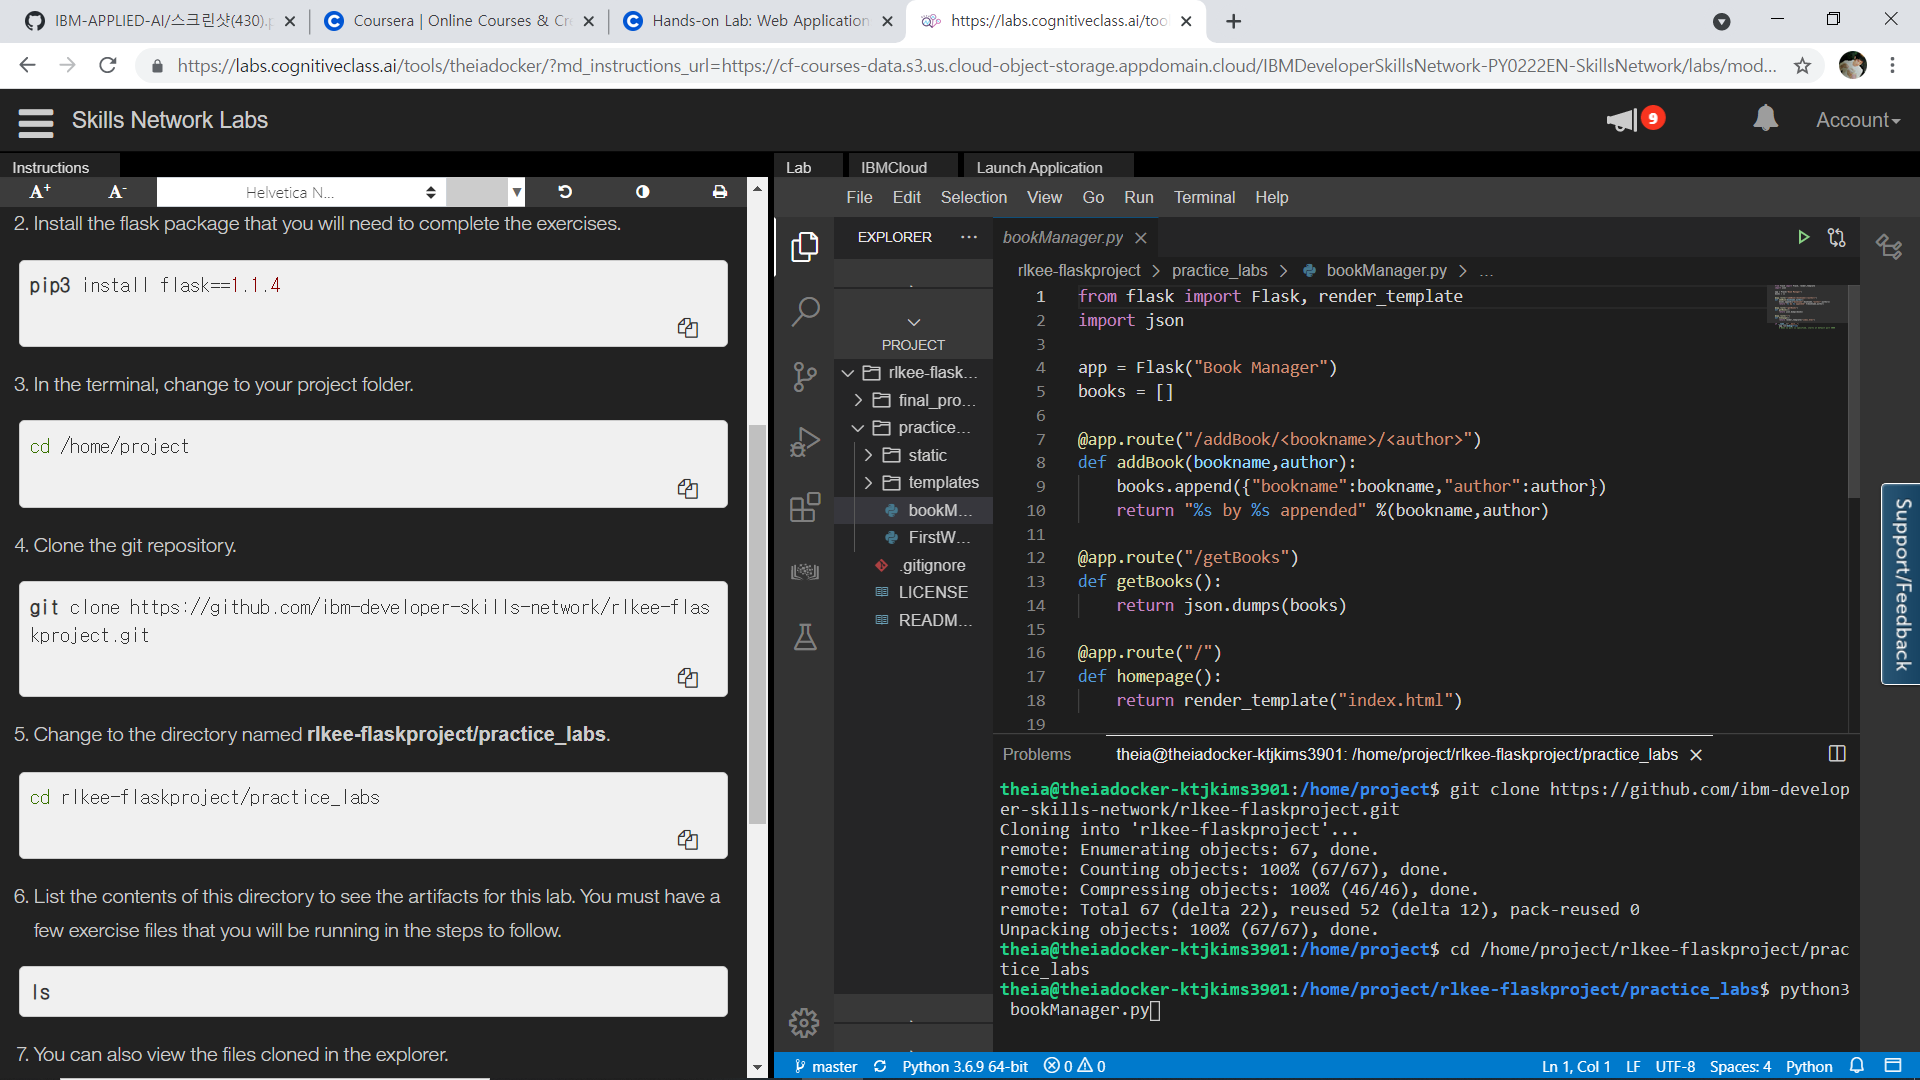 IBM-APPLIED-AI/스크린샷(430).p
Coursera | Online Courses & Cre
Hands-on Lab: Web Application
https://labs.cognitiveclass.ai/too
https://labs.cognitiveclass.ai/tools/theiadocker/?md_instructions_url=https://cf-courses-data.s3.us.cloud-object-storage.appdomain.cloud/IBMDeveloperSkillsNetwork-PY0222EN-SkillsNetwork/labs/mod...
Skills Network Labs
9
Account
Instructions
A+ A- Helvetica N...
2. Install the flask package that you will need to complete the exercises.
pip3 install flask==1.1.4
3. In the terminal, change to your project folder.
cd /home/project
4. Clone the git repository.
git clone https://github.com/ibm-developer-skills-network/rlkee-flas
kproject.git
5. Change to the directory named rlkee-flaskproject/practice_labs.
cd rlkee-flaskproject/practice_labs
6. List the contents of this directory to see the artifacts for this lab. You must have a
few exercise files that you will be running in the steps to follow.
ls
7. You can also view the files cloned in the explorer.
Lab IBMCloud Launch Application
File Edit Selection View Go Run Terminal Help
EXPLORER ...
PROJECT
rlkee-flask...
final_pro...
practice...
static
templates
bookM...
FirstW...
.gitignore
LICENSE
READM...
bookManager.py
rlkee-flaskproject > practice_labs > bookManager.py > ...
1 from flask import Flask, render_template
2 import json
3
4 app = Flask("Book Manager")
5 books = []
6
7 @app.route("/addBook/<bookname>/<author>")
8 def addBook(bookname,author):
9 books.append({"bookname":bookname,"author":author})
10 return "%s by %s appended" %(bookname,author)
11
12 @app.route("/getBooks")
13 def getBooks():
14 return json.dumps(books)
15
16 @app.route("/")
17 def homepage():
18 return render_template("index.html")
19
Problems theia@theiadocker-ktjkims3901: /home/project/rlkee-flaskproject/practice_labs
theia@theiadocker-ktjkims3901:/home/project$ git clone https://github.com/ibm-develop
er-skills-network/rlkee-flaskproject.git
Cloning into 'rlkee-flaskproject'...
remote: Enumerating objects: 67, done.
remote: Counting objects: 100% (67/67), done.
remote: Compressing objects: 100% (46/46), done.
remote: Total 67 (delta 22), reused 52 (delta 12), pack-reused 0
Unpacking objects: 100% (67/67), done.
theia@theiadocker-ktjkims3901:/home/project$ cd /home/project/rlkee-flaskproject/prac
tice_labs
theia@theiadocker-ktjkims3901:/home/project/rlkee-flaskproject/practice_labs$ python3
bookManager.py
Support/Feedback
master Python 3.6.9 64-bit 0 0 Ln 1, Col 1 LF UTF-8 Spaces: 4 Python